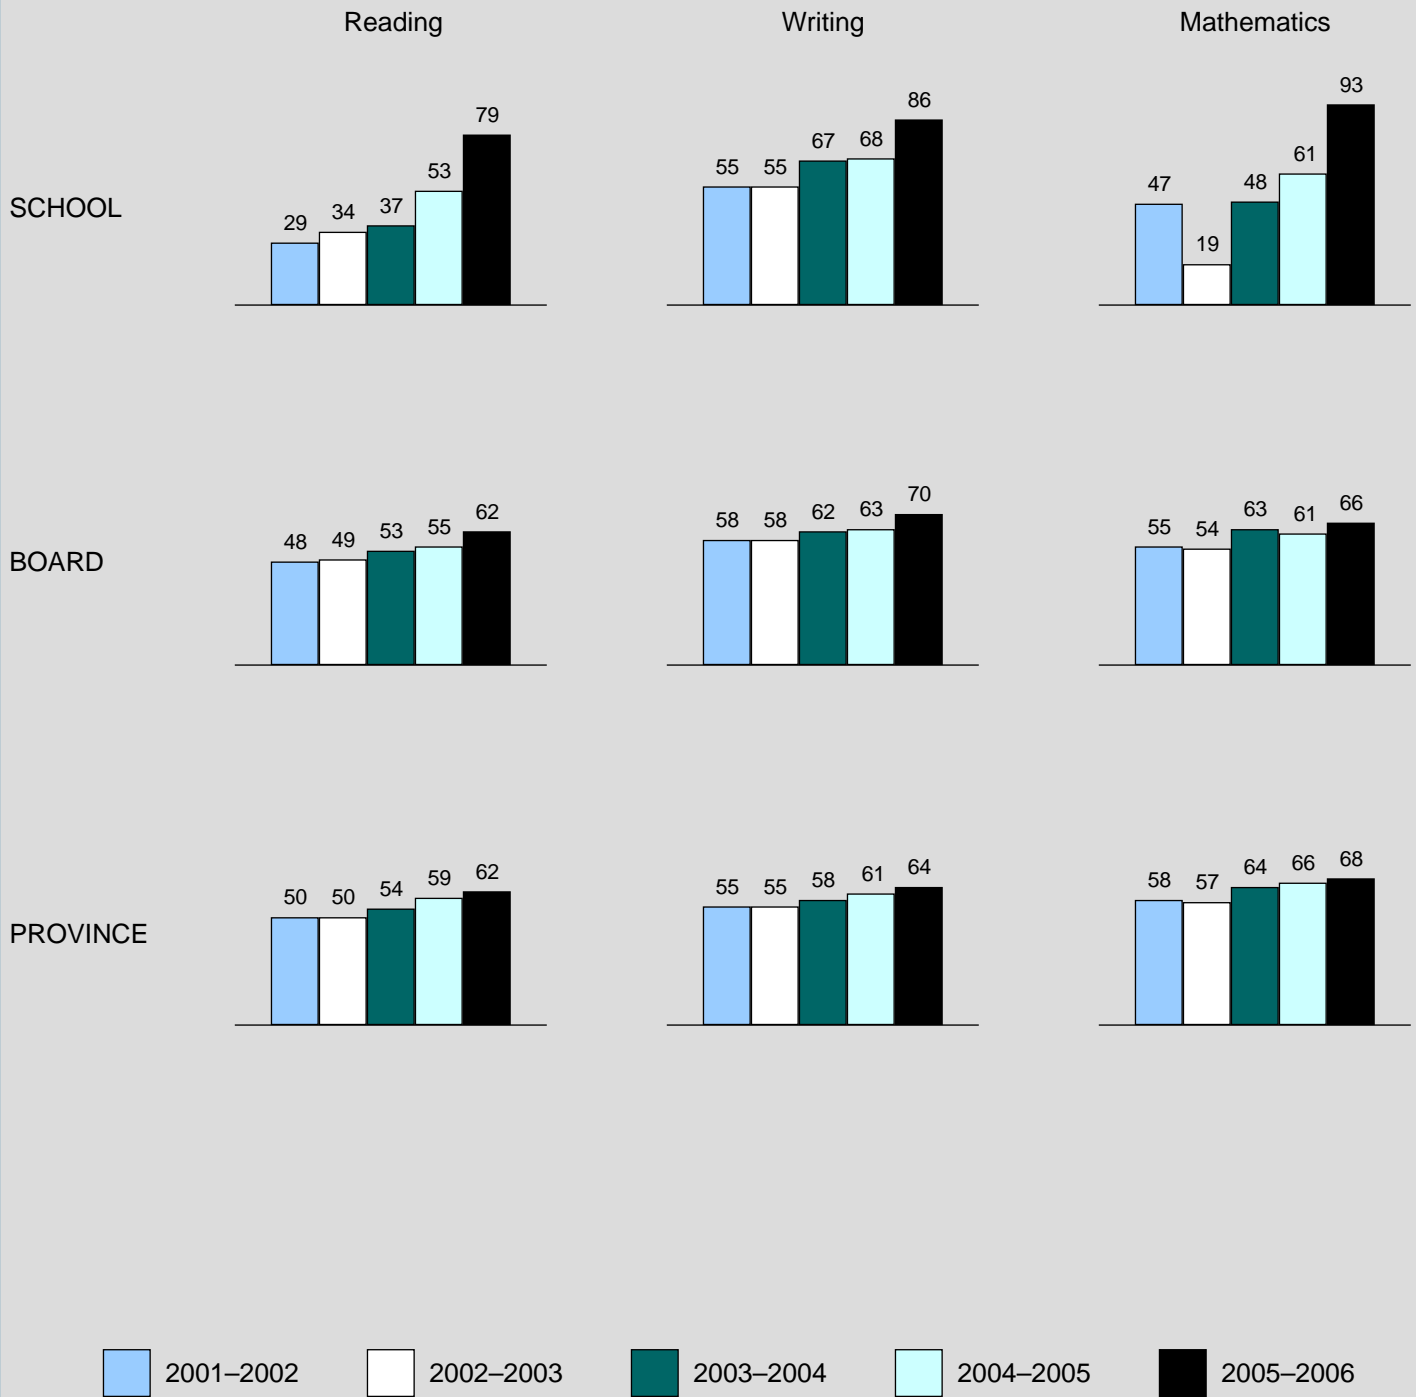 Reading Writing Mathematics
SCHOOL
29 34 37 53 79
55 55 67 68 86
47 19 48 61 93
BOARD
48 49 53 55 62
58 58 62 63 70
55 54 63 61 66
PROVINCE
50 50 54 59 62
55 55 58 61 64
58 57 64 66 68
2001–2002 2002–2003 2003–2004 2004–2005 2005–2006